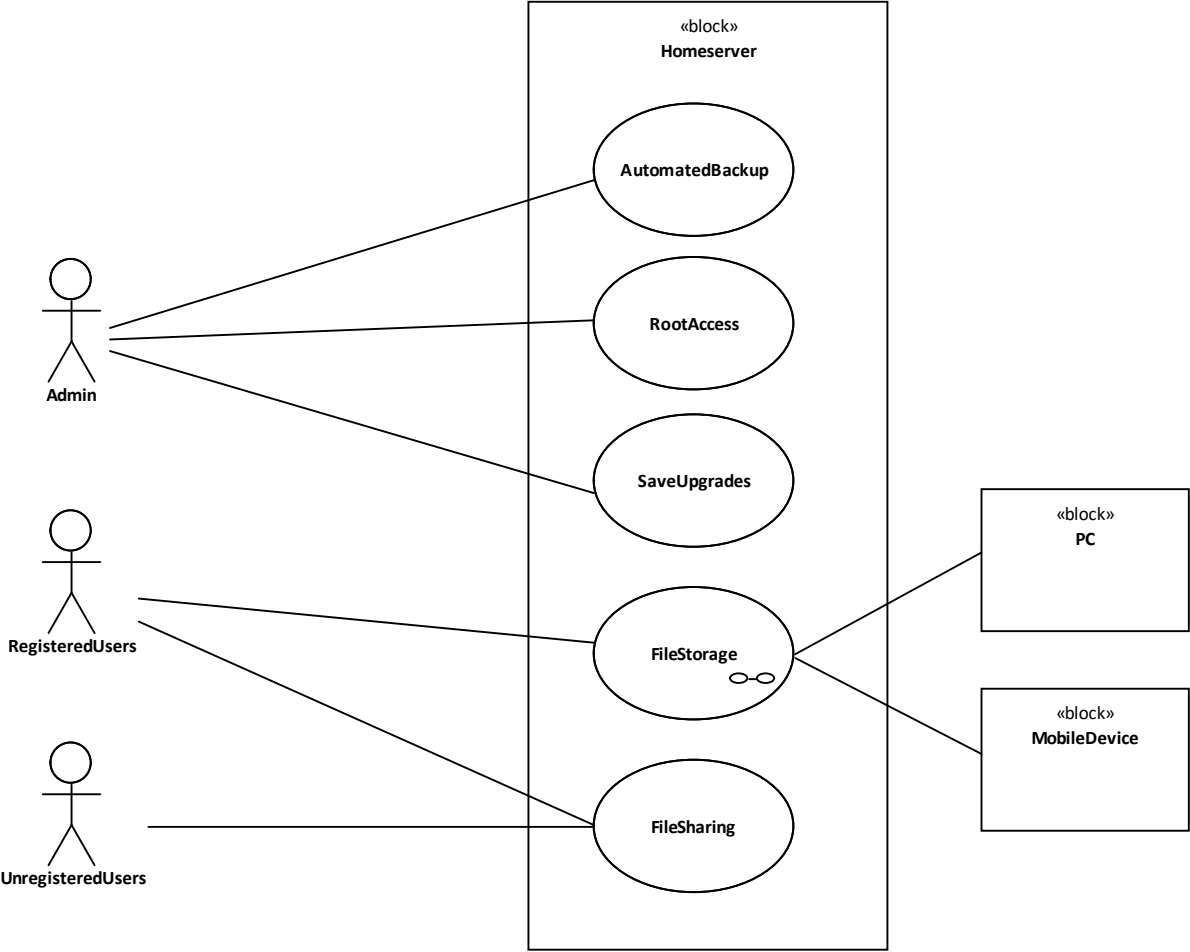 «block»
Homeserver
AutomatedBackup
RootAccess
Admin
SaveUpgrades
«block»
PC
RegisteredUsers
FileStorage
«block»
MobileDevice
FileSharing
UnregisteredUsers